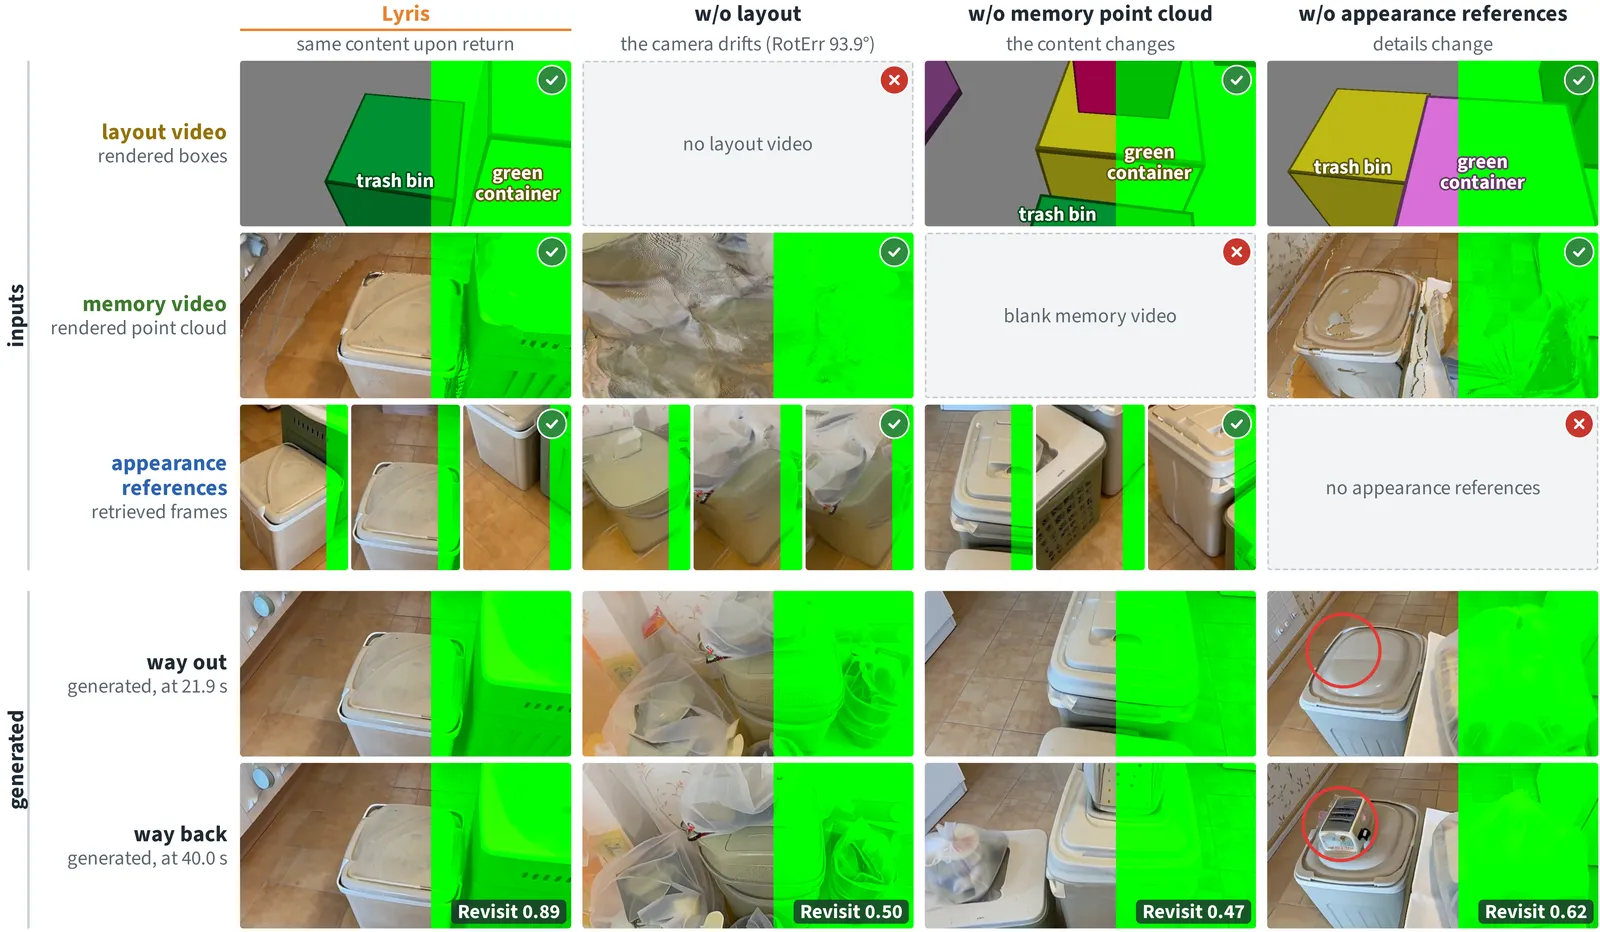 Lyris
same content upon return
w/o layout
the camera drifts (RotErr 93.9°)
w/o memory point cloud
the content changes
w/o appearance references
details change
inputs
layout video
rendered boxes
trash bin
green
container
no layout video
green
container
trash bin
trash bin
green
container
memory video
rendered point cloud
blank memory video
appearance
references
retrieved frames
no appearance references
generated
way out
generated, at 21.9 s
way back
generated, at 40.0 s
Revisit 0.89
Revisit 0.50
Revisit 0.47
Revisit 0.62